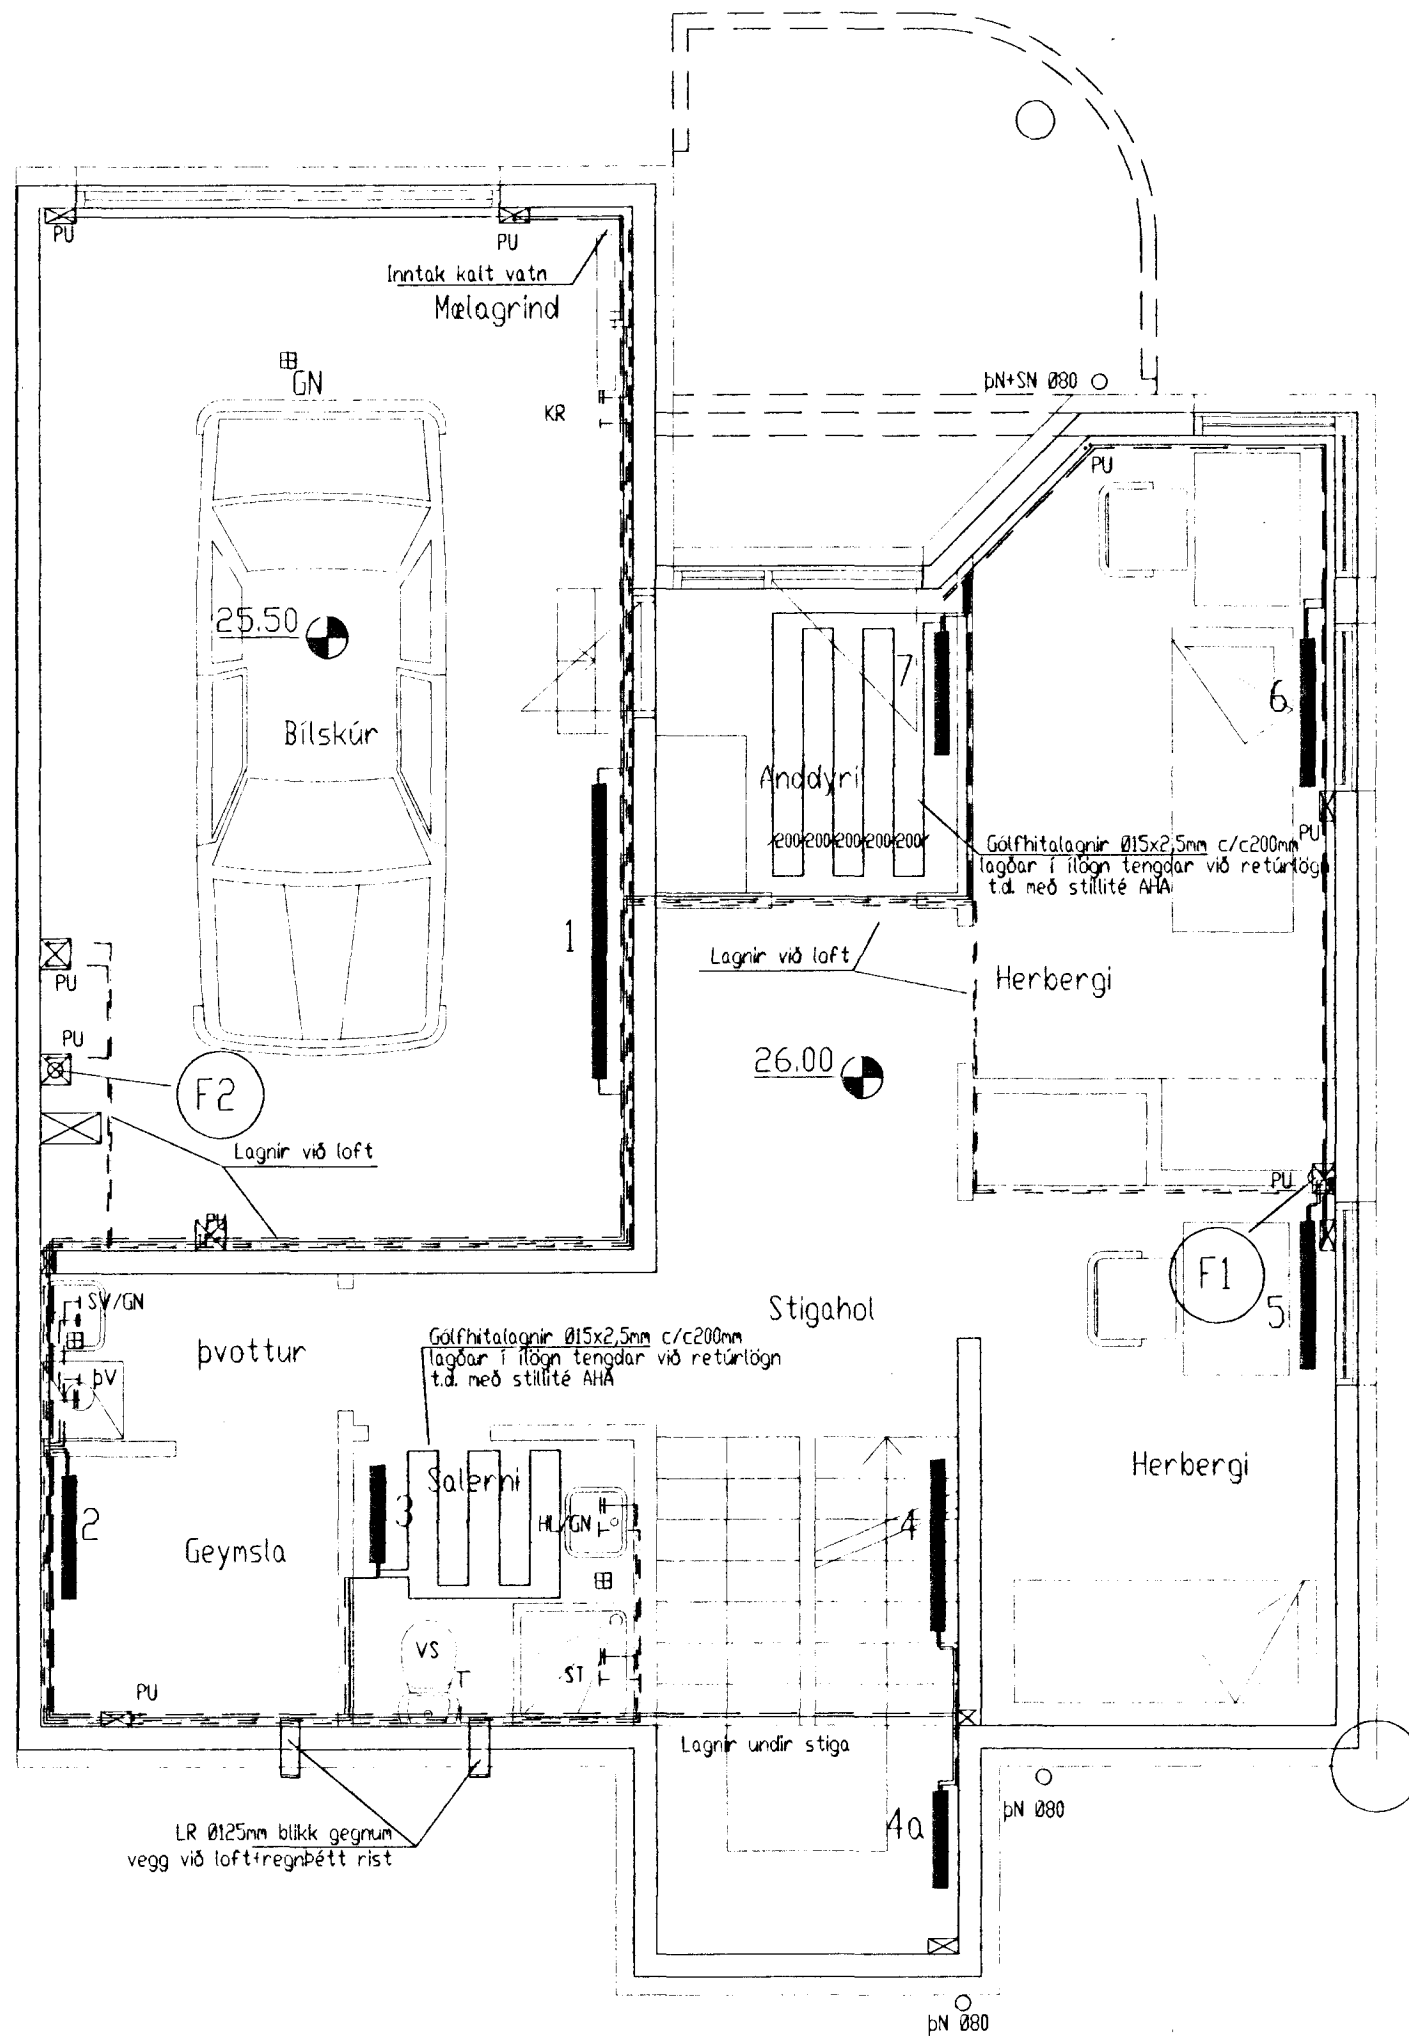 PU
PU
Inntak kalt vatn
Mælagrind
GN
KR
þN+SN Ø80
PU
25.50
7
6
Bílskúr
Anddyri
200 200 200 200 200
PU
Gólfhitalagnir Ø15x2,5mm c/c200mm
lagðar í ílögn tengdar við retúrlögn
t.d. með stillité AHA
1
Lagnir við loft
Herbergi
PU
PU
26.00
F2
Lagnir við loft
PU
PU
F1
5
SV/GN
Stigahol
þvottur
Gólfhitalagnir Ø15x2,5mm c/c200mm
lagðar í ílögn tengdar við retúrlögn
t.d. með stillité AHA
þV
Herbergi
Salerni
2
3
HL/GN
4
Geymsla
VS
ST
PU
Lagnir undir stiga
þN Ø80
LR Ø125mm blikk gegnum
vegg við loft+regnþétt rist
4a
þN Ø80